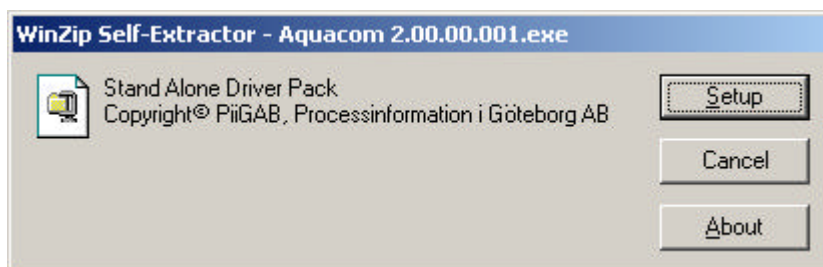 WinZip Self-Extractor - Aquacom 2.00.00.001.exe
Stand Alone Driver Pack
Copyright© PiiGAB, Processinformation i Göteborg AB
Setup
Cancel
About